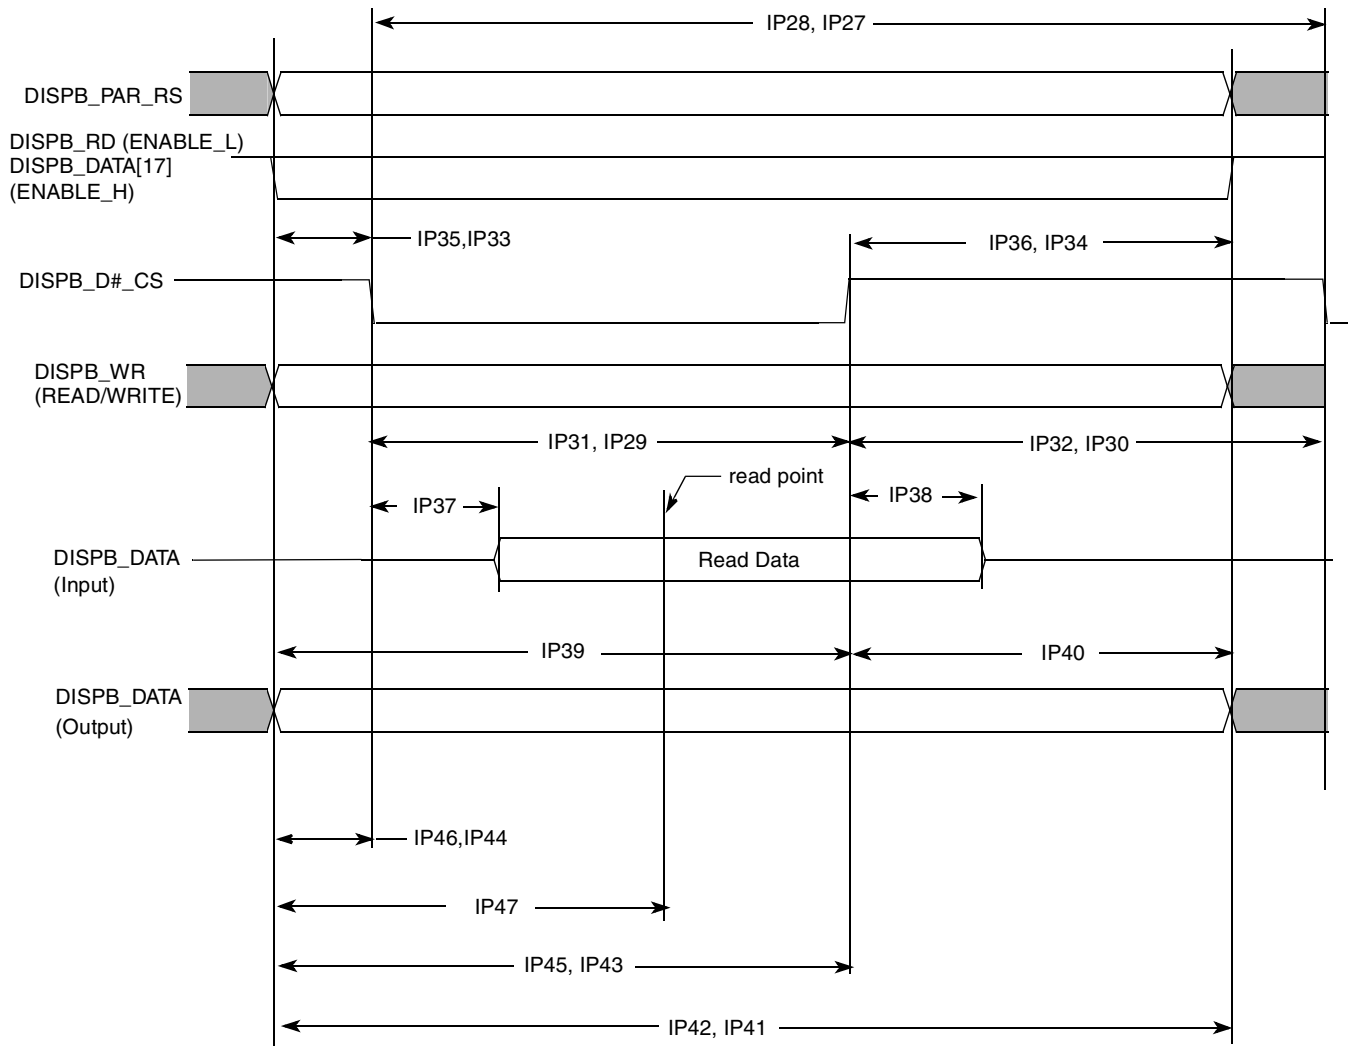 IP28, IP27
DISPB_PAR_RS
DISPB_RD (ENABLE_L)
DISPB_DATA[17]
(ENABLE_H)
IP35,IP33
IP36, IP34
DISPB_D#_CS
DISPB_WR
(READ/WRITE)
IP31, IP29
IP32, IP30
read point
IP37
IP38
DISPB_DATA
(Input)
Read Data
IP39
IP40
DISPB_DATA
(Output)
IP46,IP44
IP47
IP45, IP43
IP42, IP41